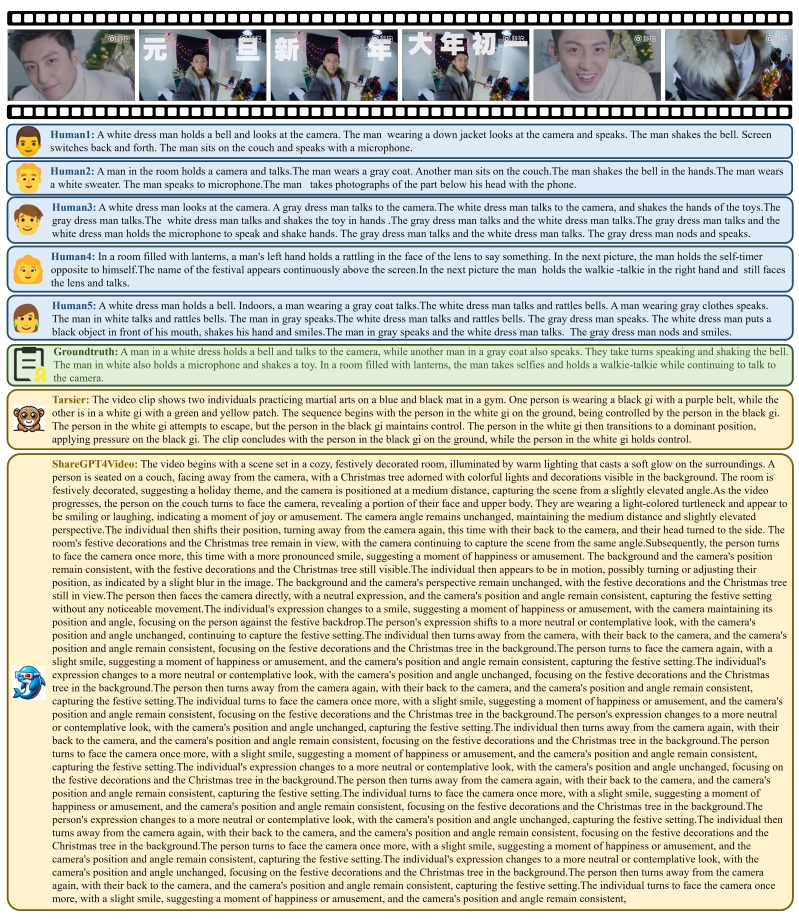 元 旦
新 年
大年初一
Human1: A white dress man holds a bell and looks at the camera. The man wearing a down jacket looks at the camera and speaks. The man shakes the bell. Screen
switches back and forth. The man sits on the couch and speaks with a microphone.
Human2: A man in the room holds a camera and talks.The man wears a gray coat. Another man sits on the couch.The man shakes the bell in the hands.The man wears
a white sweater. The man speaks to microphone.The man takes photographs of the part below his head with the phone.
Human3: A white dress man looks at the camera. A gray dress man talks to the camera.The white dress man talks to the camera, and shakes the hands of the toys.The
gray dress man talks.The white dress man talks and shakes the toy in hands .The gray dress man talks and the white dress man talks.The gray dress man talks and the
white dress man holds the microphone to speak and shake hands. The gray dress man talks and the white dress man talks. The gray dress man nods and speaks.
Human4: In a room filled with lanterns, a man's left hand holds a rattling in the face of the lens to say something. In the next picture, the man holds the self-timer
opposite to himself.The name of the festival appears continuously above the screen.In the next picture the man holds the walkie -talkie in the right hand and still faces
the lens and talks.
Human5: A white dress man holds a bell. Indoors, a man wearing a gray coat talks.The white dress man talks and rattles bells. A man wearing gray clothes speaks.
The man in white talks and rattles bells. The man in gray speaks.The white dress man talks and rattles bells. The gray dress man speaks. The white dress man puts a
black object in front of his mouth, shakes his hand and smiles.The man in gray speaks and the white dress man talks. The gray dress man nods and smiles.
Groundtruth: A man in a white dress holds a bell and talks to the camera, while another man in a gray coat also speaks. They take turns speaking and shaking the bell.
The man in white also holds a microphone and shakes a toy. In a room filled with lanterns, the man takes selfies and holds a walkie-talkie while continuing to talk to
the camera.
Tarsier: The video clip shows two individuals practicing martial arts on a blue and black mat in a gym. One person is wearing a black gi with a purple belt, while the
other is in a white gi with a green and yellow patch. The sequence begins with the person in the white gi on the ground, being controlled by the person in the black gi.
The person in the white gi attempts to escape, but the person in the black gi maintains control. The person in the white gi then transitions to a dominant position,
applying pressure on the black gi. The clip concludes with the person in the black gi on the ground, while the person in the white gi holds control.
ShareGPT4Video: The video begins with a scene set in a cozy, festively decorated room, illuminated by warm lighting that casts a soft glow on the surroundings. A
person is seated on a couch, facing away from the camera, with a Christmas tree adorned with colorful lights and decorations visible in the background. The room is
festively decorated, suggesting a holiday theme, and the camera is positioned at a medium distance, capturing the scene from a slightly elevated angle.As the video
progresses, the person on the couch turns to face the camera, revealing a portion of their face and upper body. They are wearing a light-colored turtleneck and appear to
be smiling or laughing, indicating a moment of joy or amusement. The camera angle remains unchanged, maintaining the medium distance and slightly elevated
perspective.The individual then shifts their position, turning away from the camera again, this time with their back to the camera, and their head turned to the side. The
room's festive decorations and the Christmas tree remain in view, with the camera continuing to capture the scene from the same angle.Subsequently, the person turns
to face the camera once more, this time with a more pronounced smile, suggesting a moment of happiness or amusement. The background and the camera's position
remain consistent, with the festive decorations and the Christmas tree still visible.The individual then appears to be in motion, possibly turning or adjusting their
position, as indicated by a slight blur in the image. The background and the camera's perspective remain unchanged, with the festive decorations and the Christmas tree
still in view.The person then faces the camera directly, with a neutral expression, and the camera's position and angle remain consistent, capturing the festive setting
without any noticeable movement.The individual's expression changes to a smile, suggesting a moment of happiness or amusement, with the camera maintaining its
position and angle, focusing on the person against the festive backdrop.The person's expression shifts to a more neutral or contemplative look, with the camera's
position and angle unchanged, continuing to capture the festive setting.The individual then turns away from the camera, with their back to the camera, and the camera's
position and angle remain consistent, focusing on the festive decorations and the Christmas tree in the background.The person turns to face the camera again, with a
slight smile, suggesting a moment of happiness or amusement, and the camera's position and angle remain consistent, capturing the festive setting.The individual's
expression changes to a more neutral or contemplative look, with the camera's position and angle unchanged, focusing on the festive decorations and the Christmas
tree in the background.The person then turns away from the camera again, with their back to the camera, and the camera's position and angle remain consistent,
capturing the festive setting.The individual turns to face the camera once more, with a slight smile, suggesting a moment of happiness or amusement, and the camera's
position and angle remain consistent, focusing on the festive decorations and the Christmas tree in the background.The person's expression changes to a more neutral
or contemplative look, with the camera's position and angle unchanged, capturing the festive setting.The individual then turns away from the camera again, with their
back to the camera, and the camera's position and angle remain consistent, focusing on the festive decorations and the Christmas tree in the background.The person
turns to face the camera once more, with a slight smile, suggesting a moment of happiness or amusement, and the camera's position and angle remain consistent,
capturing the festive setting.The individual's expression changes to a more neutral or contemplative look, with the camera's position and angle unchanged, focusing on
the festive decorations and the Christmas tree in the background.The person then turns away from the camera again, with their back to the camera, and the camera's
position and angle remain consistent, capturing the festive setting.The individual turns to face the camera once more, with a slight smile, suggesting a moment of
happiness or amusement, and the camera's position and angle remain consistent, focusing on the festive decorations and the Christmas tree in the background.The
person's expression changes to a more neutral or contemplative look, with the camera's position and angle unchanged, capturing the festive setting.The individual then
turns away from the camera again, with their back to the camera, and the camera's position and angle remain consistent, focusing on the festive decorations and the
Christmas tree in the background.The person turns to face the camera once more, with a slight smile, suggesting a moment of happiness or amusement, and the
camera's position and angle remain consistent, capturing the festive setting.The individual's expression changes to a more neutral or contemplative look, with the
camera's position and angle unchanged, focusing on the festive decorations and the Christmas tree in the background.The person then turns away from the camera
again, with their back to the camera, and the camera's position and angle remain consistent, capturing the festive setting.The individual turns to face the camera once
more, with a slight smile, suggesting a moment of happiness or amusement, and the camera's position and angle remain consistent,